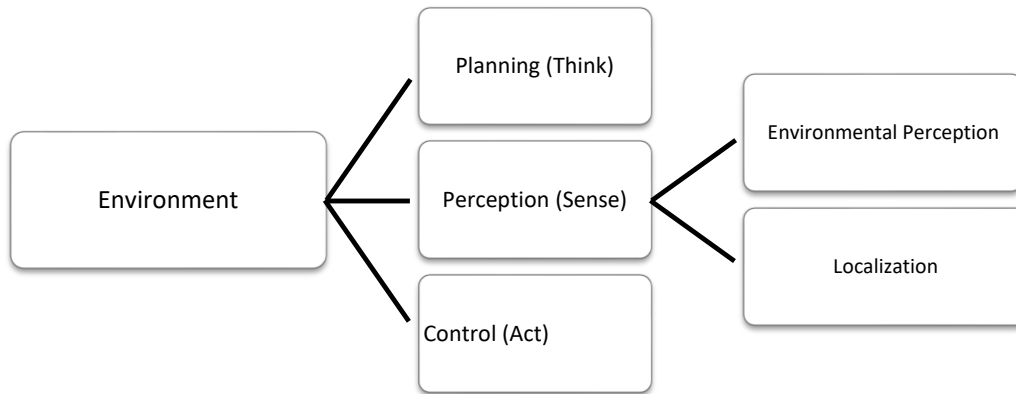 Environment
Planning (Think)
Perception (Sense)
Control (Act)
Environmental Perception
Localization